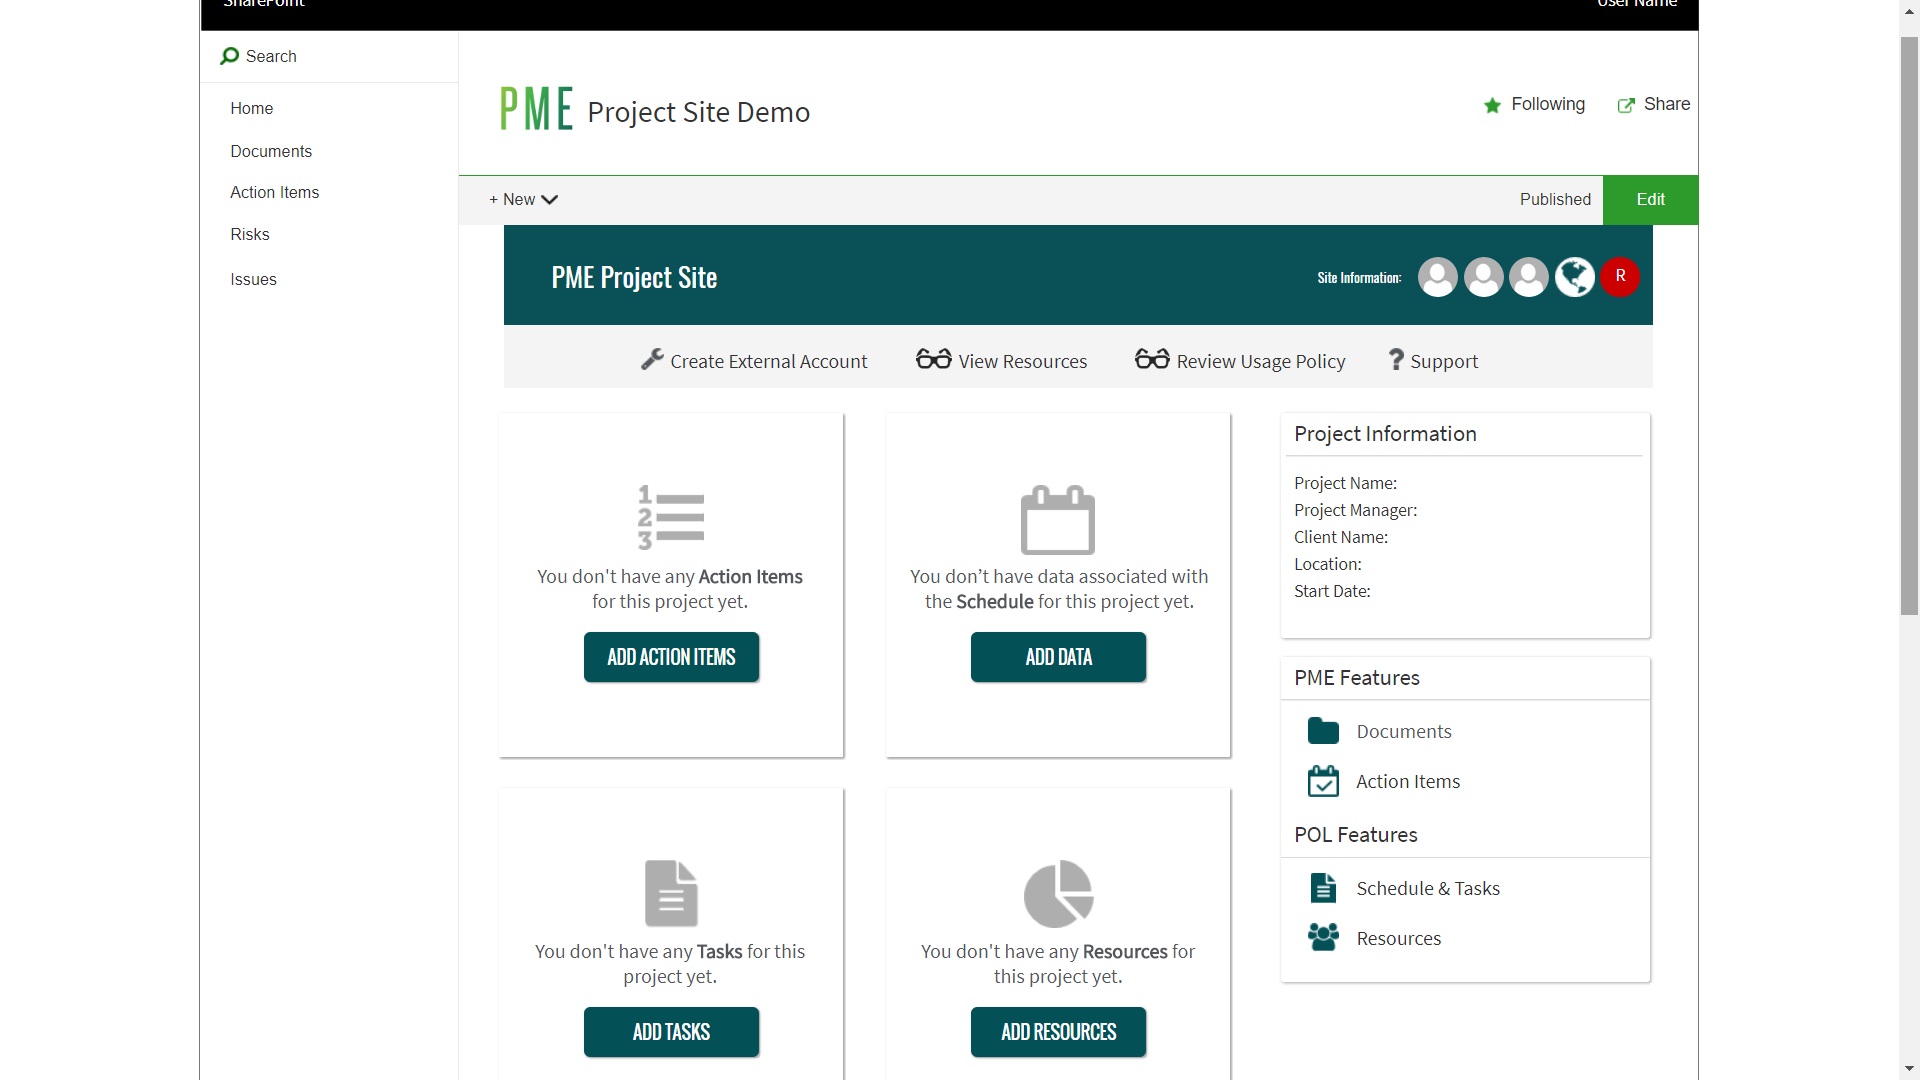 SharePoint
User Name
Search
Home
Documents
Action Items
Risks
Issues
PME Project Site Demo
Following
Share
+ New
Published
Edit
PME Project Site
Site Information:
R
Create External Account
View Resources
Review Usage Policy
? Support
1
2
3
You don't have any Action Items
for this project yet.
ADD ACTION ITEMS
You don’t have data associated with
the Schedule for this project yet.
ADD DATA
You don't have any Tasks for this
project yet.
ADD TASKS
You don't have any Resources for
this project yet.
ADD RESOURCES
Project Information
Project Name:
Project Manager:
Client Name:
Location:
Start Date:
PME Features
Documents
Action Items
POL Features
Schedule & Tasks
Resources